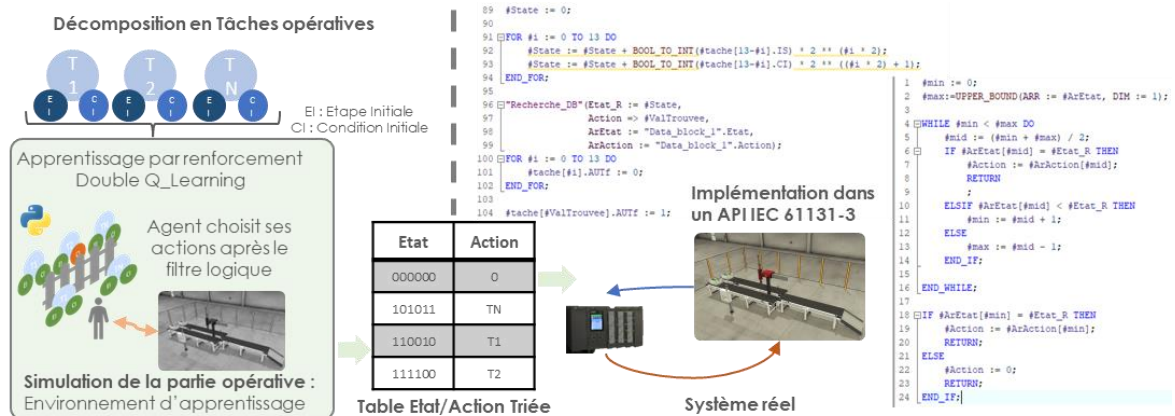 Décomposition en Tâches opératives
T
1
T
2
T
N
E
I
C
I
E
I
C
I
E
I
C
I
EI : Etape Initiale
CI : Condition Initiale
Apprentissage par renforcement
Double Q_Learning
Agent choisit ses
actions après le
filtre logique
Simulation de la partie opérative :
Environnement d'apprentissage
Etat Action
000000 0
101011 TN
110010 T1
111100 T2
Table Etat/Action Triée
89 #State := 0;
90
91 FOR #i := 0 TO 13 DO
92 #State := #State + BOOL_TO_INT(#tache[13-#i].IS) * 2 ** (#i * 2);
93 #State := #State + BOOL_TO_INT(#tache[13-#i].CI) * 2 ** ((#i * 2) + 1);
94 END_FOR;
95
96 "Recherche_DB"(Etat_R := #State,
97 Action => #ValTrouvee,
98 ArEtat := "Data_block_1".Etat,
99 ArAction := "Data_block_1".Action);
100 FOR #i := 0 TO 13 DO
101 #tache[#i].AUTf := 0;
102 END_FOR;
103
104 #tache[#ValTrouvee].AUTf := 1;
Implémentation dans
un API IEC 61131-3
Système réel
1 #min := 0;
2 #max:=UPPER_BOUND(ARR := #ArEtat, DIM := 1);
3
4 WHILE #min < #max DO
5 #mid := (#min + #max) / 2;
6 IF #ArEtat[#mid] = #Etat_R THEN
7 #Action := #ArAction[#mid];
8 RETURN
9 ;
10 ELSIF #ArEtat[#mid] < #Etat_R THEN
11 #min := #mid + 1;
12 ELSE
13 #max := #mid - 1;
14 END_IF;
15
16 END_WHILE;
17
18 IF #ArEtat[#min] = #Etat_R THEN
19 #Action := #ArAction[#min];
20 RETURN;
21 ELSE
22 #Action := 0;
23 RETURN;
24 END_IF;